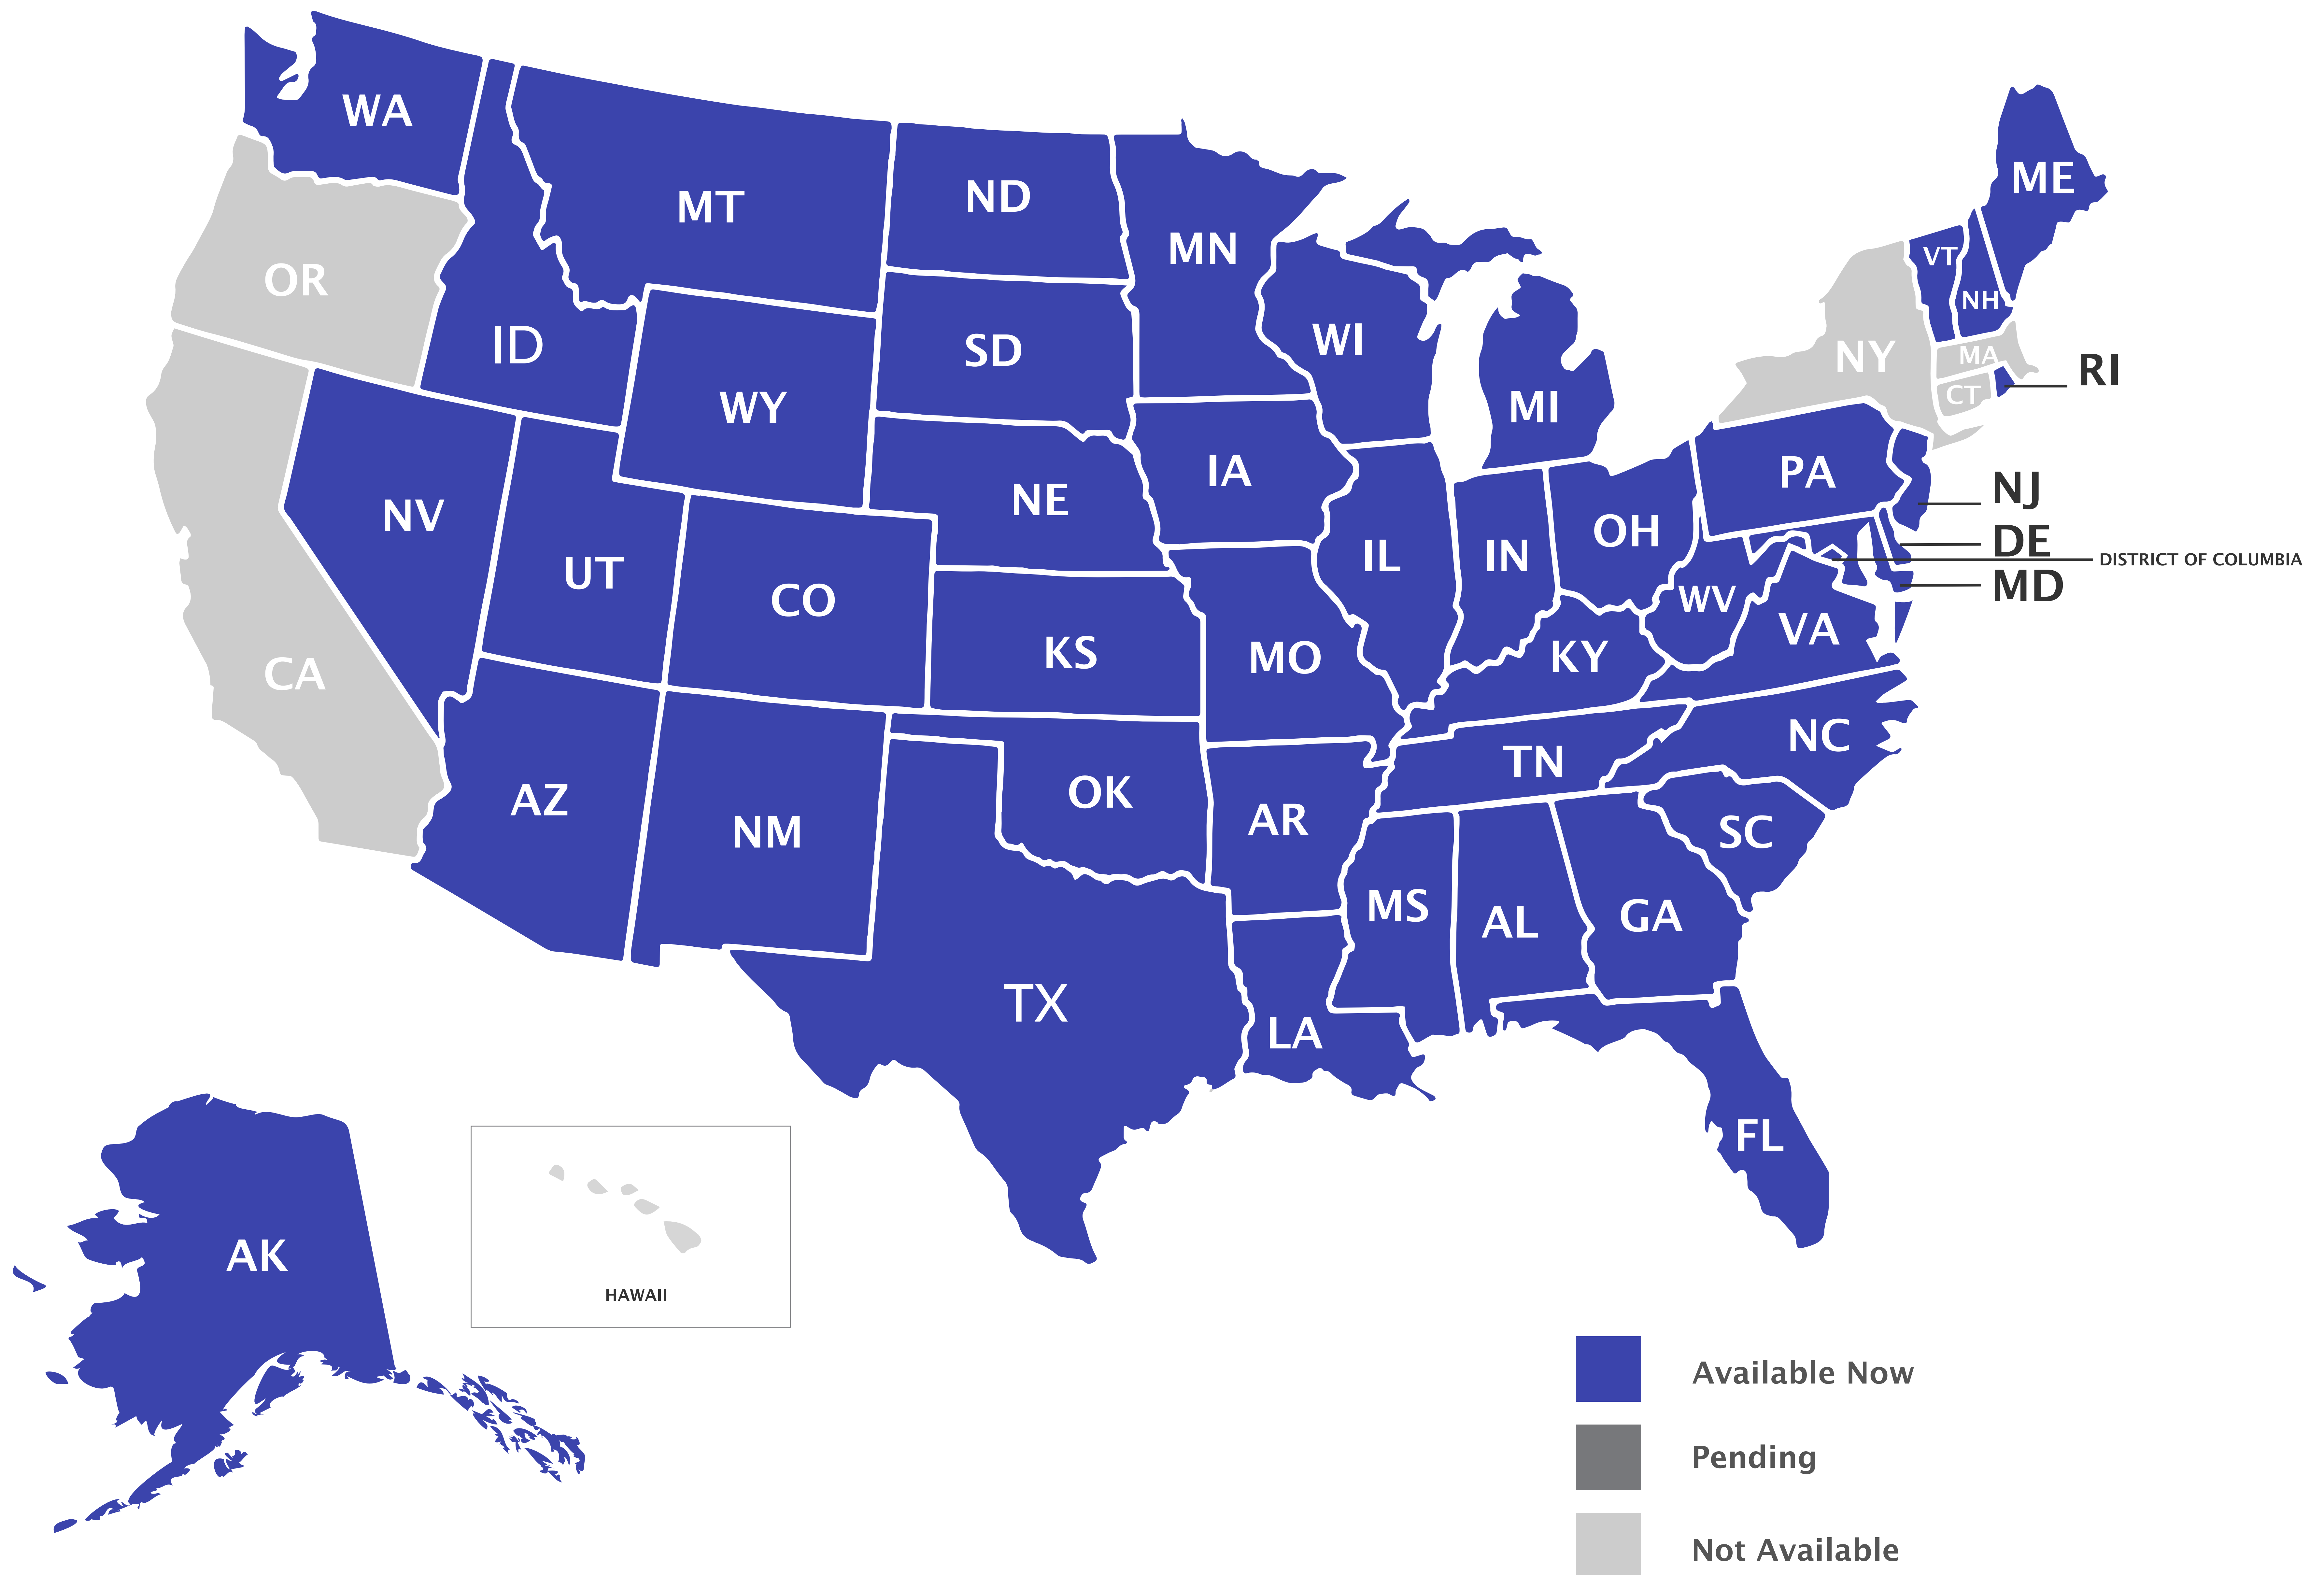 WA
MT
ND
MN
ME
OR
ID
SD
WI
VT
NH
WY
MI
NY
MA
RI
CT
NV
NE
IA
PA
NJ
UT
CO
IL
IN
OH
DE
DISTRICT OF COLUMBIA
MD
WV
VA
CA
KS
MO
KY
NC
AZ
NM
OK
AR
TN
SC
MS
AL
GA
TX
LA
FL
AK
HAWAII
Available Now
Pending
Not Available